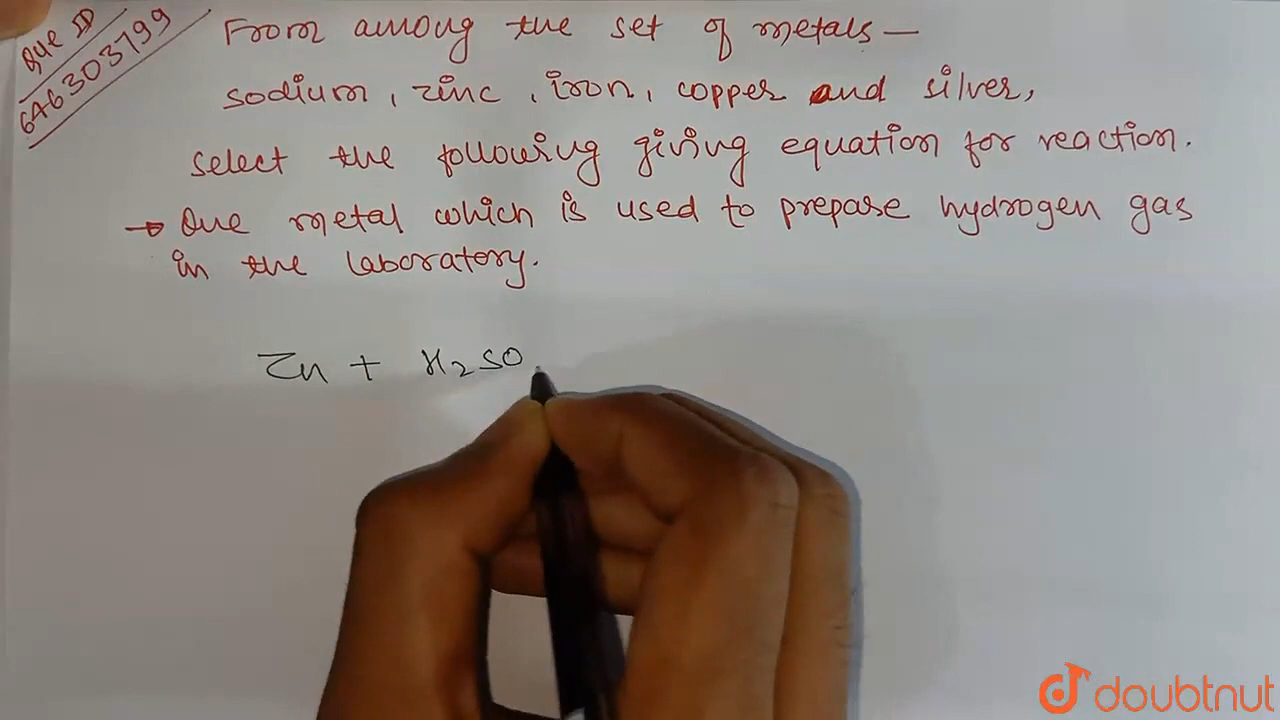 Que ID
646303799
From among the set of metals —
sodium, zinc, iron, copper and silver,
select the following giving equation for reaction.
→ One metal which is used to prepare hydrogen gas
in the laboratory.
Zn + H₂SO
doubtnut